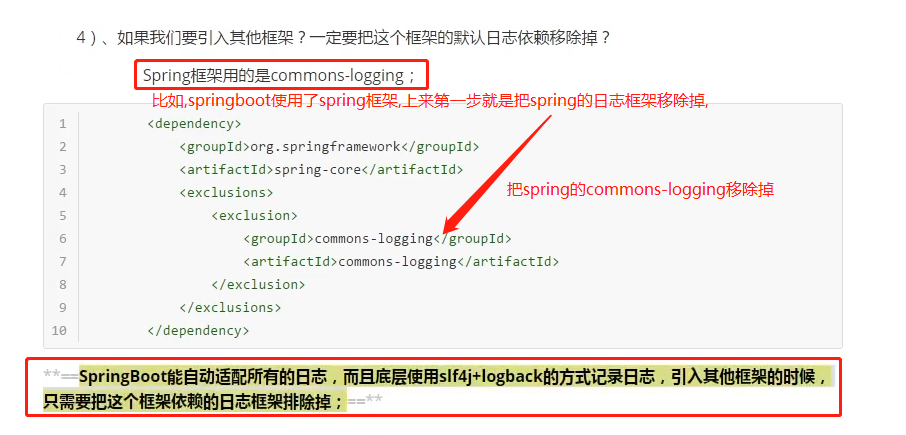 4）、如果我们要引入其他框架？一定要把这个框架的默认日志依赖移除掉？
Spring框架用的是commons-logging；
比如,springboot使用了spring框架,上来第一步就是把spring的日志框架移除掉,
1 <dependency>
2 <groupId>org.springframework</groupId>
3 <artifactId>spring-core</artifactId>
4 <exclusions>
把spring的commons-logging移除掉
5 <exclusion>
6 <groupId>commons-logging</groupId>
7 <artifactId>commons-logging</artifactId>
8 </exclusion>
9 </exclusions>
10 </dependency>
**==SpringBoot能自动适配所有的日志，而且底层使用slf4j+logback的方式记录日志，引入其他框架的时候，
只需要把这个框架依赖的日志框架排除掉；==**